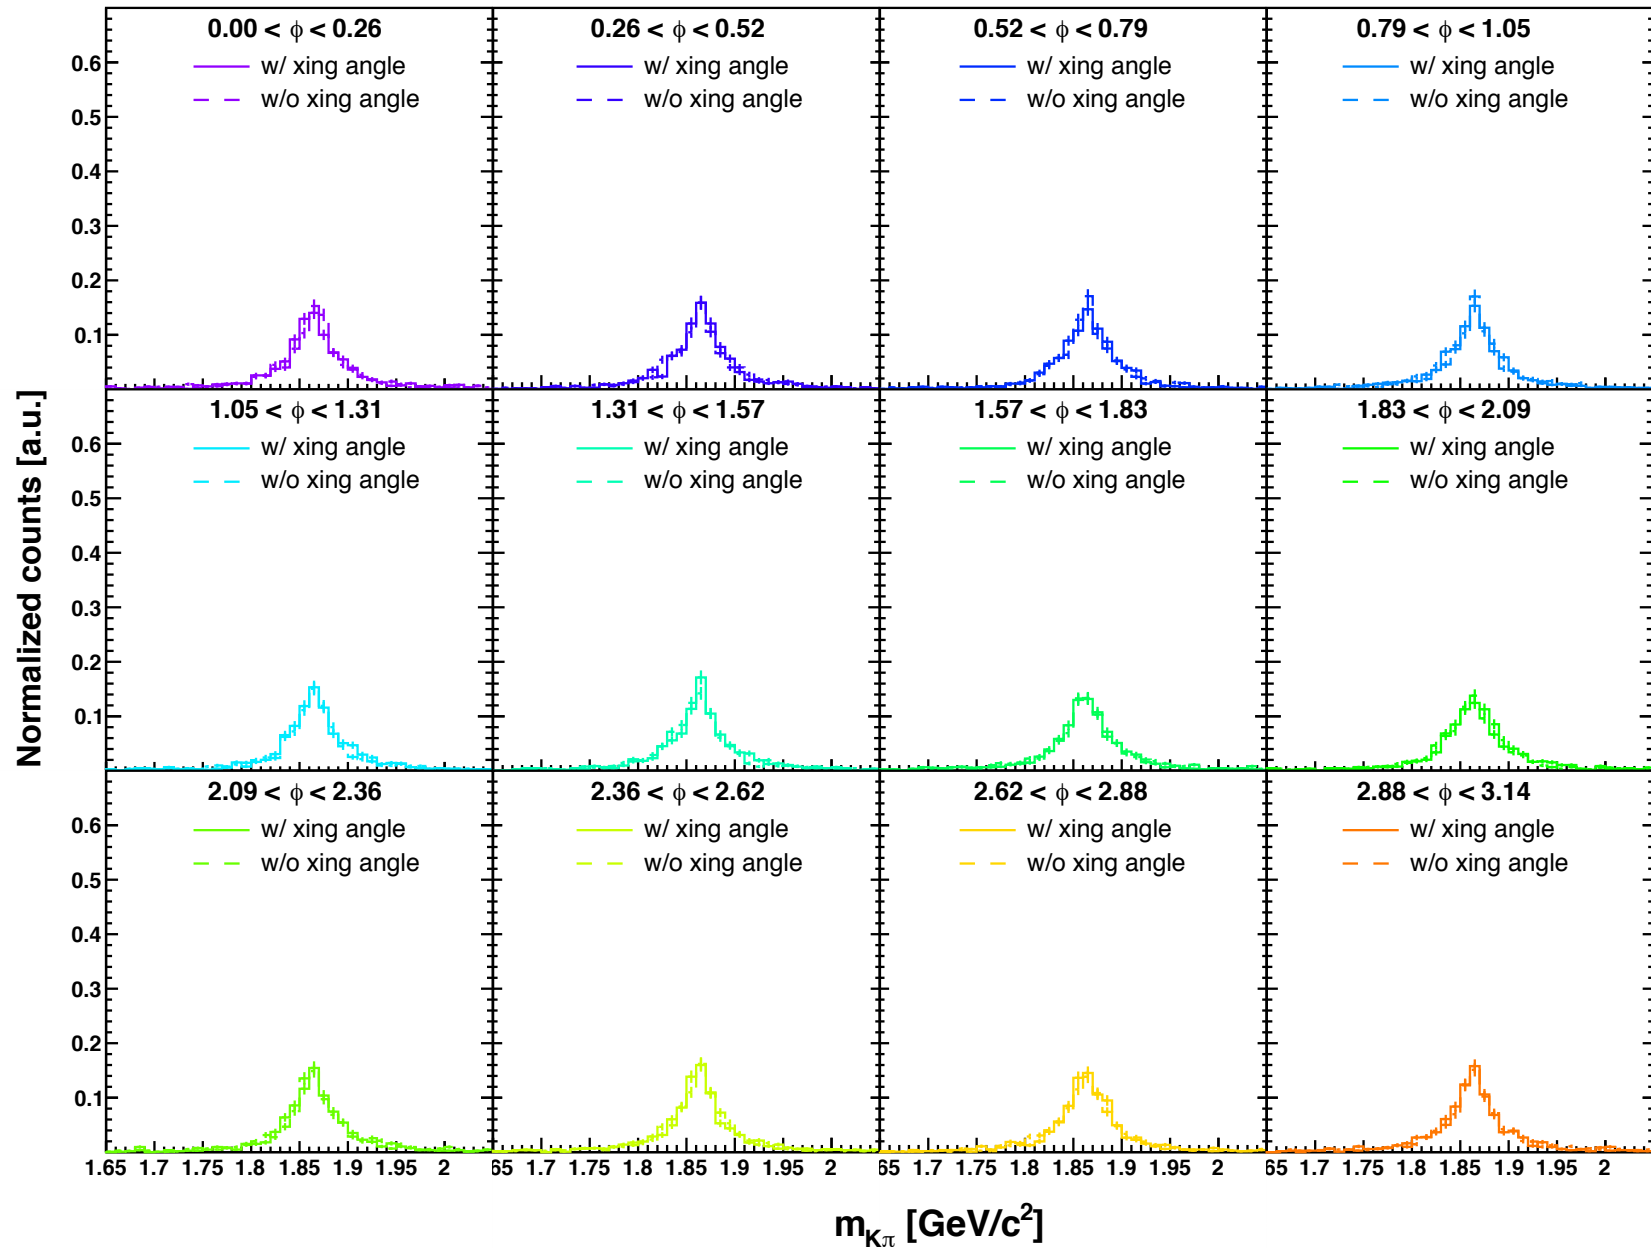 Normalized counts [a.u.]
0.00 < ϕ < 0.26
w/ xing angle
w/o xing angle
0.26 < ϕ < 0.52
w/ xing angle
w/o xing angle
0.52 < ϕ < 0.79
w/ xing angle
w/o xing angle
0.79 < ϕ < 1.05
w/ xing angle
w/o xing angle
0.6
0.5
0.4
0.3
0.2
0.1
1.05 < ϕ < 1.31
w/ xing angle
w/o xing angle
1.31 < ϕ < 1.57
w/ xing angle
w/o xing angle
1.57 < ϕ < 1.83
w/ xing angle
w/o xing angle
1.83 < ϕ < 2.09
w/ xing angle
w/o xing angle
0.6
0.5
0.4
0.3
0.2
0.1
2.09 < ϕ < 2.36
w/ xing angle
w/o xing angle
2.36 < ϕ < 2.62
w/ xing angle
w/o xing angle
2.62 < ϕ < 2.88
w/ xing angle
w/o xing angle
2.88 < ϕ < 3.14
w/ xing angle
w/o xing angle
0.6
0.5
0.4
0.3
0.2
0.1
1.65 1.7 1.75 1.8 1.85 1.9 1.95 2
65 1.7 1.75 1.8 1.85 1.9 1.95 2
65 1.7 1.75 1.8 1.85 1.9 1.95 2
65 1.7 1.75 1.8 1.85 1.9 1.95 2
m_Kπ [GeV/c²]